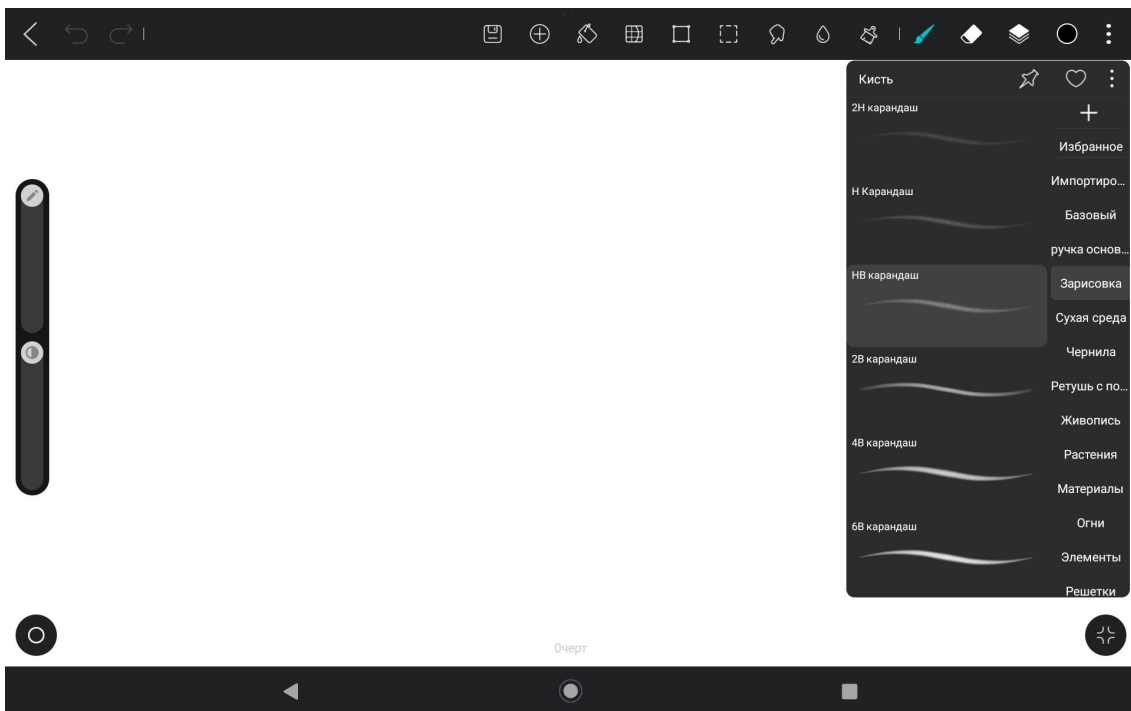 Кисть
2H карандаш
H Карандаш
HB карандаш
2B карандаш
4B карандаш
6B карандаш
Избранное
Импортиро...
Базовый
ручка основ...
Зарисовка
Сухая среда
Чернила
Ретушь с по...
Живопись
Растения
Материалы
Огни
Элементы
Решетки
0черт